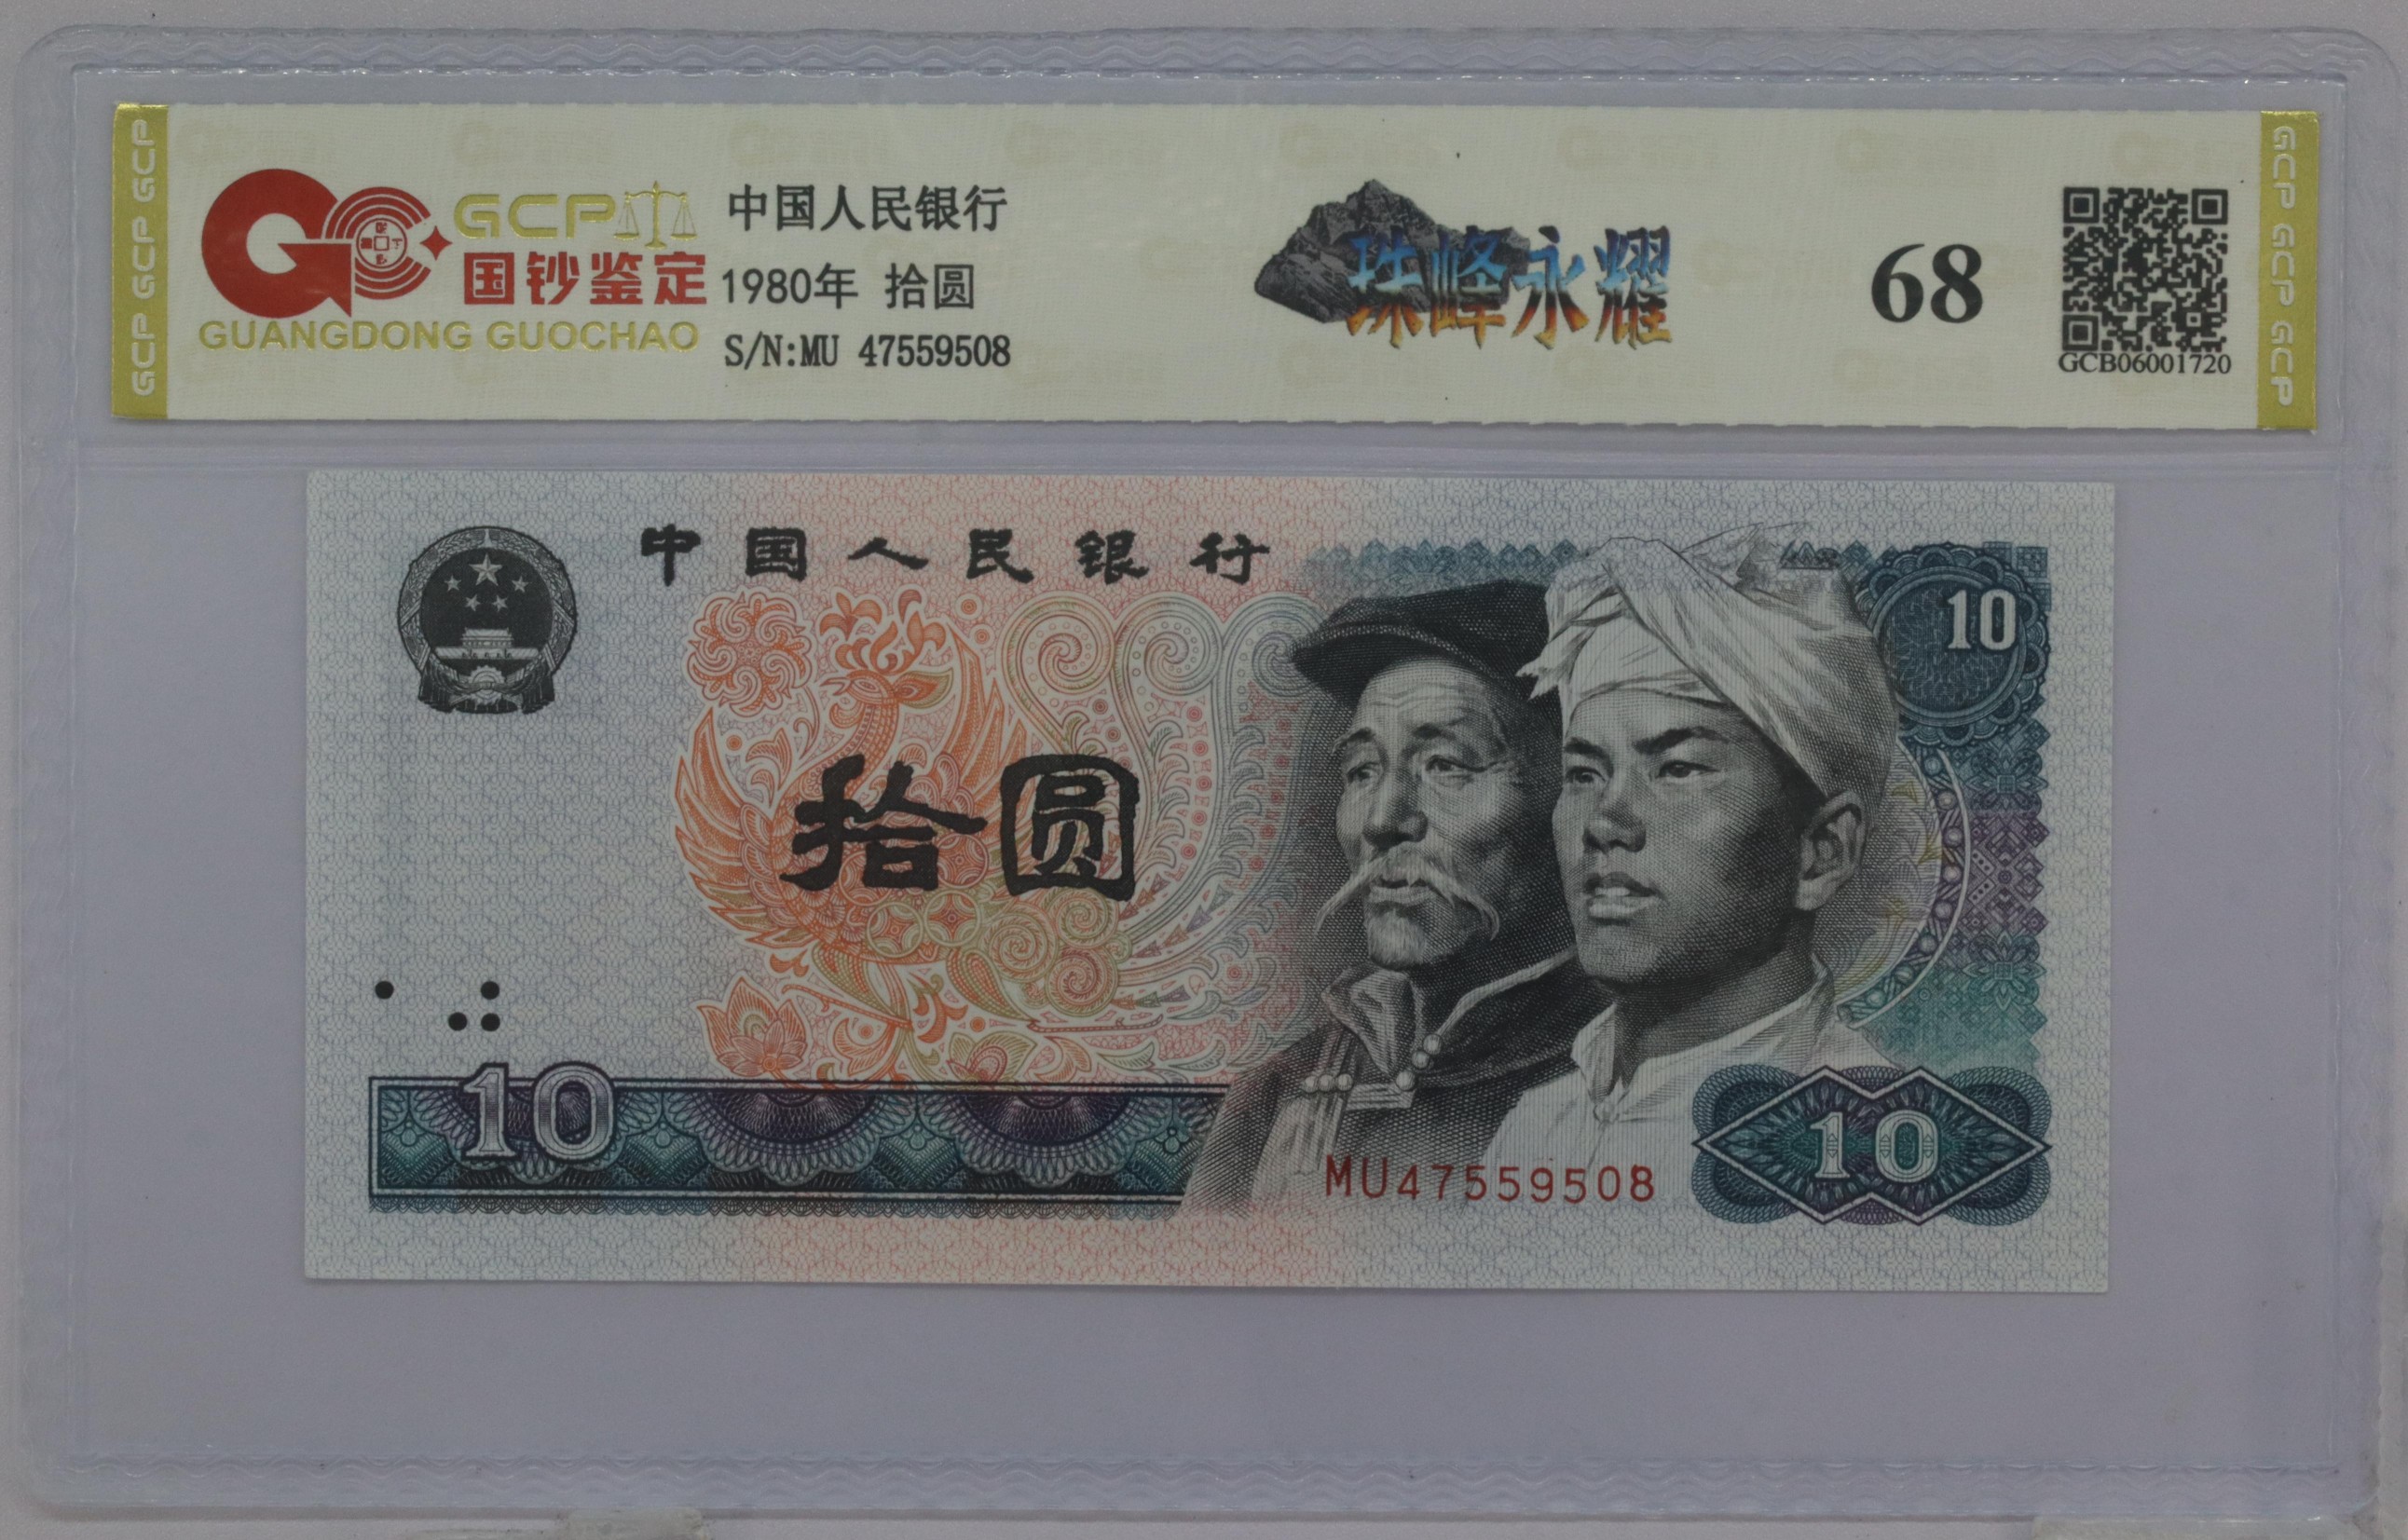 GCP GCP GCP GCP
GCP
国钞鉴定
GUANGDONG GUOCHAO
中国人民银行
1980年 拾圆
S/N:MU 47559508
珠峰永耀
68
GCB06001720
GCP GCP GCP GCP
中国人民银行
10
拾圆
10
MU47559508
10